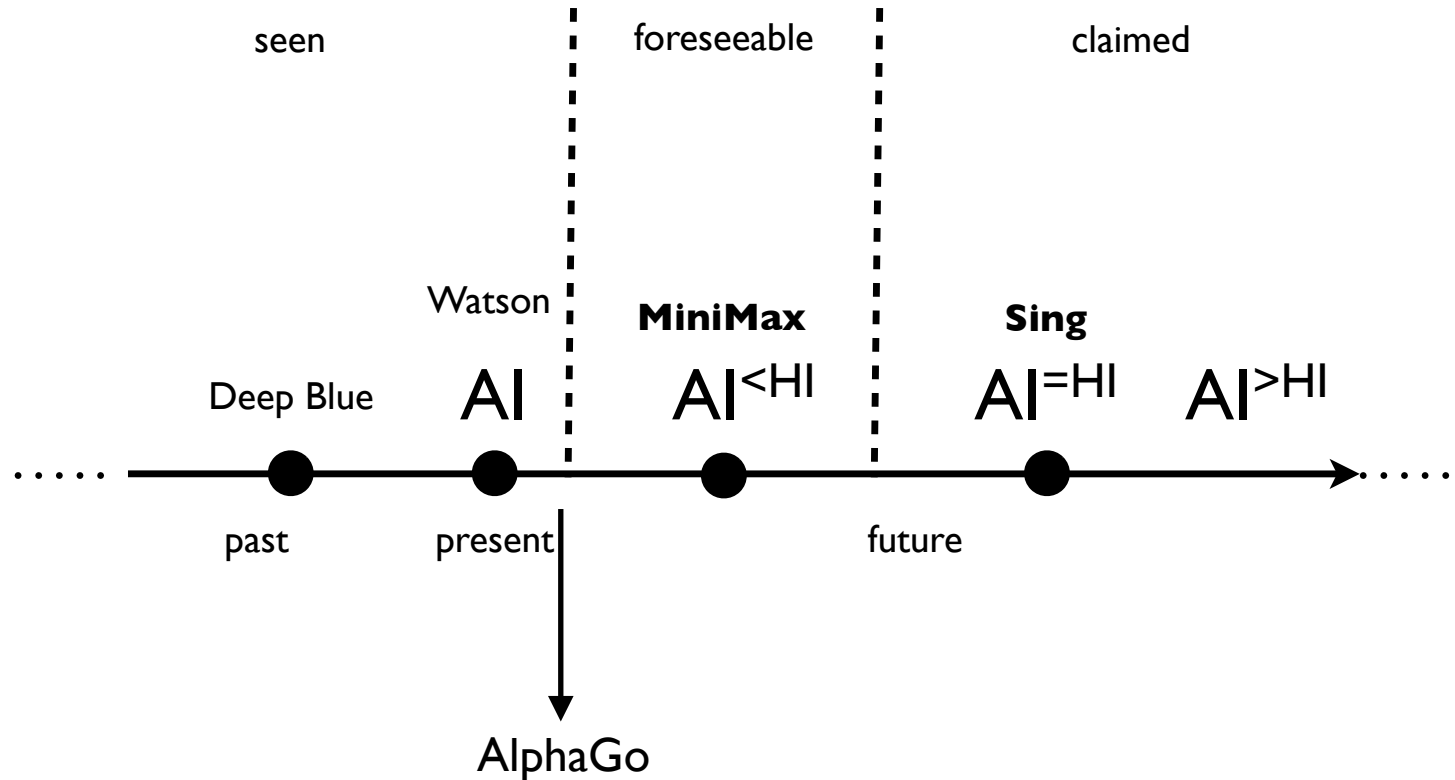 seen foreseeable claimed
Watson MiniMax Sing
Deep Blue AI AI<HI AI=HI AI>HI
..... .....
past present future
AlphaGo